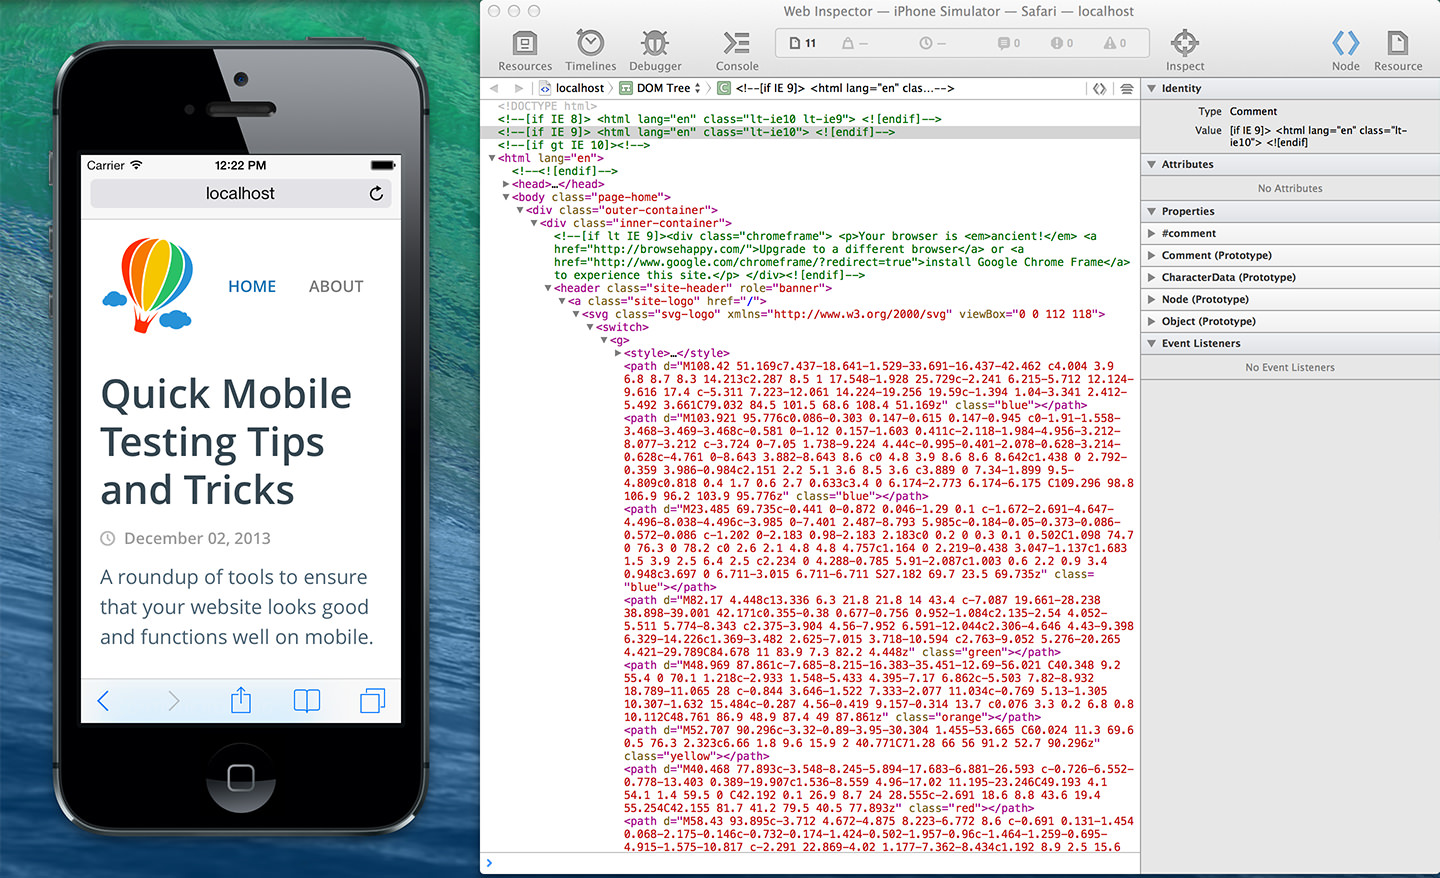 Carrier
12:22 PM
localhost
HOME
ABOUT
Quick Mobile
Testing Tips
and Tricks
December 02, 2013
A roundup of tools to ensure
that your website looks good
and functions well on mobile.
Web Inspector — iPhone Simulator — Safari — localhost
Resources
Timelines
Debugger
Console
11
—
—
0
0
0
Inspect
Node
Resource
localhost
DOM Tree
<!--[if IE 9]> <html lang="en" clas...-->
<!DOCTYPE html>
<!--[if IE 8]> <html lang="en" class="lt-ie10 lt-ie9"> <![endif]-->
<!--[if IE 9]> <html lang="en" class="lt-ie10"> <![endif]-->
<!--[if gt IE 10]><!-->
<html lang="en">
<!--<![endif]-->
<head>…</head>
<body class="page-home">
<div class="outer-container">
<div class="inner-container">
<!--[if lt IE 9]><div class="chromeframe"> <p>Your browser is <em>ancient!</em> <a
href="http://browsehappy.com/">Upgrade to a different browser</a> or <a
href="http://www.google.com/chromeframe/?redirect=true">install Google Chrome Frame</a>
to experience this site.</p> </div><![endif]-->
<header class="site-header" role="banner">
<a class="site-logo" href="/">
<svg class="svg-logo" xmlns="http://www.w3.org/2000/svg" viewBox="0 0 112 118">
<switch>
<g>
<style>…</style>
<path d="M108.42 51.169c7.437-18.641-1.529-33.691-16.437-42.462 c4.004 3.9
6.8 8.7 8.3 14.213c2.287 8.5 1 17.548-1.928 25.729c-2.241 6.215-5.712 12.124-
9.616 17.4 c-5.311 7.223-12.061 14.224-19.256 19.59c-1.394 1.04-3.341 2.412-
5.492 3.661C79.032 84.5 101.5 68.6 108.4 51.169z" class="blue"></path>
<path d="M103.921 95.776c0.086-0.303 0.147-0.615 0.147-0.945 c0-1.91-1.558-
3.468-3.469-3.468c-0.581 0-1.12 0.157-1.603 0.411c-2.118-1.984-4.956-3.212-
8.077-3.212 c-3.724 0-7.05 1.738-9.224 4.44c-0.995-0.401-2.078-0.628-3.214-
0.628c-4.761 0-8.643 3.882-8.643 8.6 c0 4.8 3.9 8.6 8.6 8.642c1.438 0 2.792-
0.359 3.986-0.984c2.151 2.2 5.1 3.6 8.5 3.6 c3.889 0 7.34-1.899 9.5-
4.809c0.818 0.4 1.7 0.6 2.7 0.633c3.4 0 6.174-2.773 6.174-6.175 C109.296 98.8
106.9 96.2 103.9 95.776z" class="blue"></path>
<path d="M23.485 69.735c-0.441 0-0.872 0.046-1.29 0.1 c-1.672-2.691-4.647-
4.496-8.038-4.496c-3.985 0-7.401 2.487-8.793 5.985c-0.184-0.05-0.373-0.086-
0.572-0.086 c-1.202 0-2.183 0.98-2.183 2.183c0 0.2 0 0.3 0.1 0.502C1.098 74.7
0 76.3 0 78.2 c0 2.6 2.1 4.8 4.8 4.757c1.164 0 2.219-0.438 3.047-1.137c1.683
1.5 3.9 2.5 6.4 2.5 c2.234 0 4.288-0.785 5.91-2.087c1.003 0.6 2.2 0.9 3.4
0.948c3.697 0 6.711-3.015 6.711-6.711 S27.182 69.7 23.5 69.735z" class=
"blue"></path>
<path d="M82.17 4.448c13.336 6.3 21.8 21.8 14 43.4 c-7.087 19.661-28.238
38.898-39.001 42.171c0.355-0.38 0.677-0.756 0.952-1.084c2.135-2.54 4.052-
5.511 5.774-8.343 c2.375-3.904 4.56-7.952 6.591-12.044c2.306-4.646 4.43-9.398
6.329-14.226c1.369-3.482 2.625-7.015 3.718-10.594 c2.763-9.052 5.276-20.265
4.421-29.789C84.678 11 83.9 7.3 82.2 4.448z" class="green"></path>
<path d="M48.969 87.861c-7.685-8.215-16.383-35.451-12.69-56.021 C40.348 9.2
55.4 0 70.1 1.218c-2.933 1.548-5.433 4.395-7.17 6.862c-5.503 7.82-8.932
18.789-11.065 28 c-0.844 3.646-1.522 7.333-2.077 11.034c-0.769 5.13-1.305
10.307-1.632 15.484c-0.287 4.56-0.419 9.157-0.314 13.7 c0.076 3.3 0.2 6.8 0.8
10.112C48.761 86.9 48.9 87.4 49 87.861z" class="orange"></path>
<path d="M52.707 90.296c-3.32-0.89-3.95-30.304 1.455-53.665 C60.024 11.3 69.6
0.5 76.3 2.323c6.66 1.8 9.6 15.9 2 40.771C71.28 66 56 91.2 52.7 90.296z"
class="yellow"></path>
<path d="M40.468 77.893c-3.548-8.245-5.894-17.683-6.881-26.593 c-0.726-6.552-
0.778-13.403 0.389-19.907c1.536-8.559 4.96-17.02 11.195-23.246C49.193 4.1
54.1 1.4 59.5 0 C42.192 0.1 26.9 8.7 24 28.555c-2.691 18.6 8.8 43.6 19.4
55.254C42.155 81.7 41.2 79.5 40.5 77.893z" class="red"></path>
<path d="M58.43 93.895c-3.712 4.672-4.875 8.223-6.772 8.6 c-0.691 0.131-1.454
0.068-2.175-0.146c-0.732-0.174-1.424-0.502-1.957-0.96c-1.464-1.259-0.695-
4.915-1.575-10.817 c-2.291 22.869-4.02 1.177-7.362-8.434c1.192 8.9 2.5 15.6
Identity
Type Comment
Value [if IE 9]> <html lang="en" class="lt-
ie10"> <![endif]
Attributes
No Attributes
Properties
#comment
Comment (Prototype)
CharacterData (Prototype)
Node (Prototype)
Object (Prototype)
Event Listeners
No Event Listeners